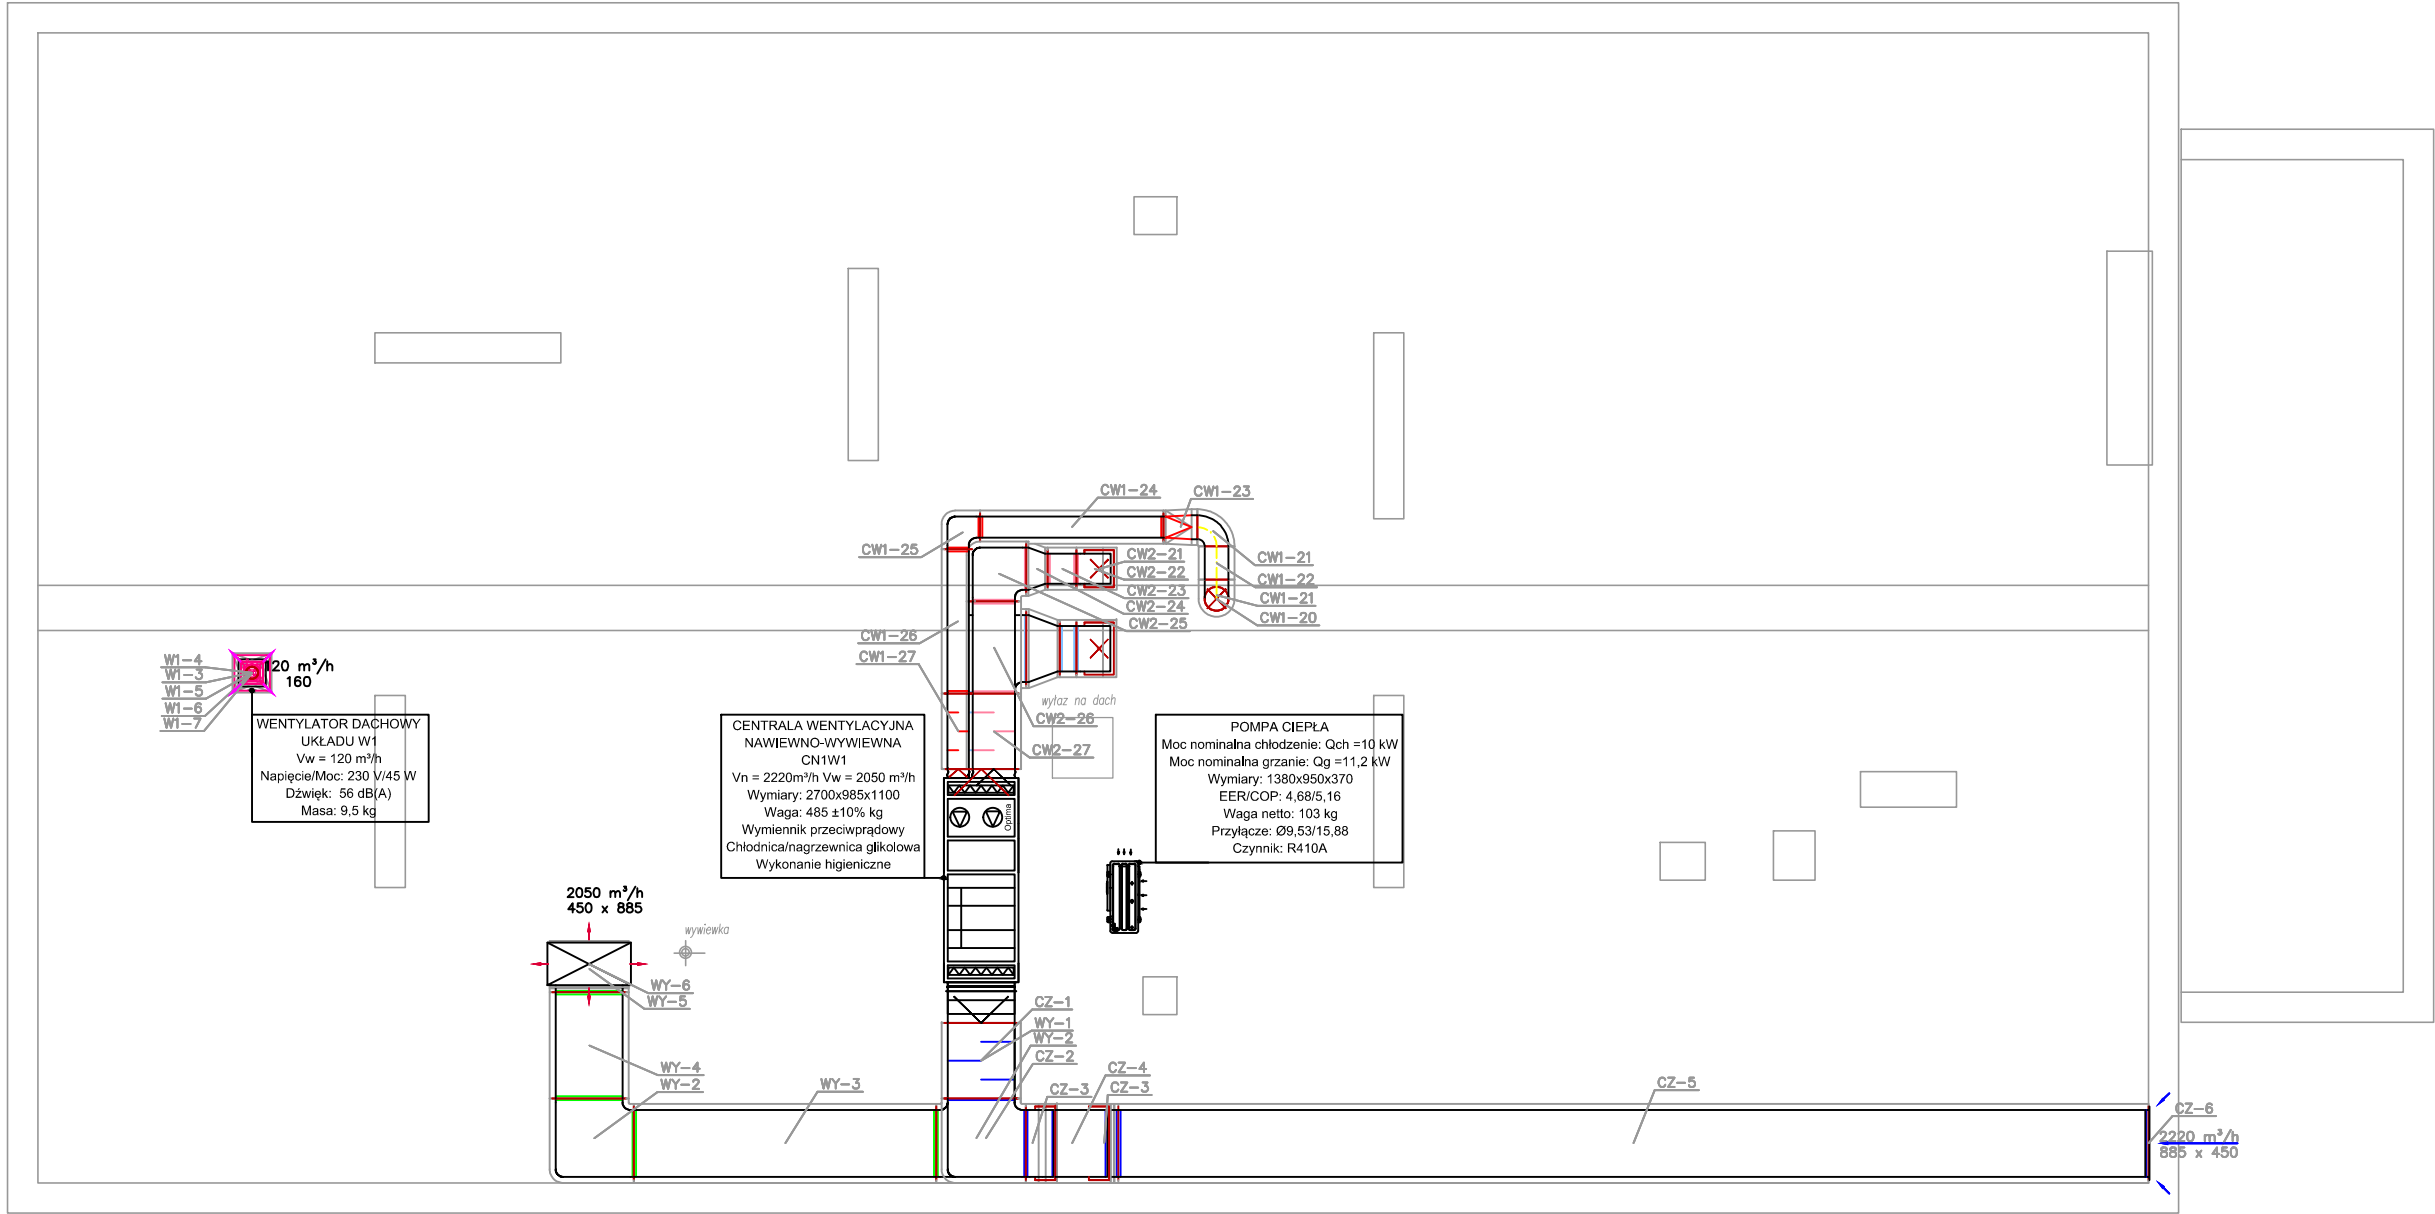 CW1-24
CW1-23
CW1-25
CW2-21
CW2-22
CW2-23
CW2-24
CW2-25
CW1-21
CW1-22
CW1-21
CW1-20
CW1-26
CW1-27
W1-4
W1-3
W1-5
W1-6
W1-7
120 m³/h
160
wyłaz na dach
CW2-26
CW2-27
WENTYLATOR DACHOWY
UKŁADU W1
Vw = 120 m³/h
Napięcie/Moc: 230 V/45 W
Dźwięk: 56 dB(A)
Masa: 9,5 kg
CENTRALA WENTYLACYJNA
NAWIEWNO-WYWIEWNA
CN1W1
Vn = 2220m³/h Vw = 2050 m³/h
Wymiary: 2700x985x1100
Waga: 485 ±10% kg
Wymiennik przeciwprądowy
Chłodnica/nagrzewnica glikolowa
Wykonanie higieniczne
Optima
POMPA CIEPŁA
Moc nominalna chłodzenie: Qch =10 kW
Moc nominalna grzanie: Qg =11,2 kW
Wymiary: 1380x950x370
EER/COP: 4,68/5,16
Waga netto: 103 kg
Przyłącze: Ø9,53/15,88
Czynnik: R410A
2050 m³/h
450 x 885
wywiewka
WY-6
WY-5
WY-4
WY-2
WY-3
CZ-1
WY-1
WY-2
CZ-2
CZ-3
CZ-4
CZ-3
CZ-5
CZ-6
2220 m³/h
885 x 450